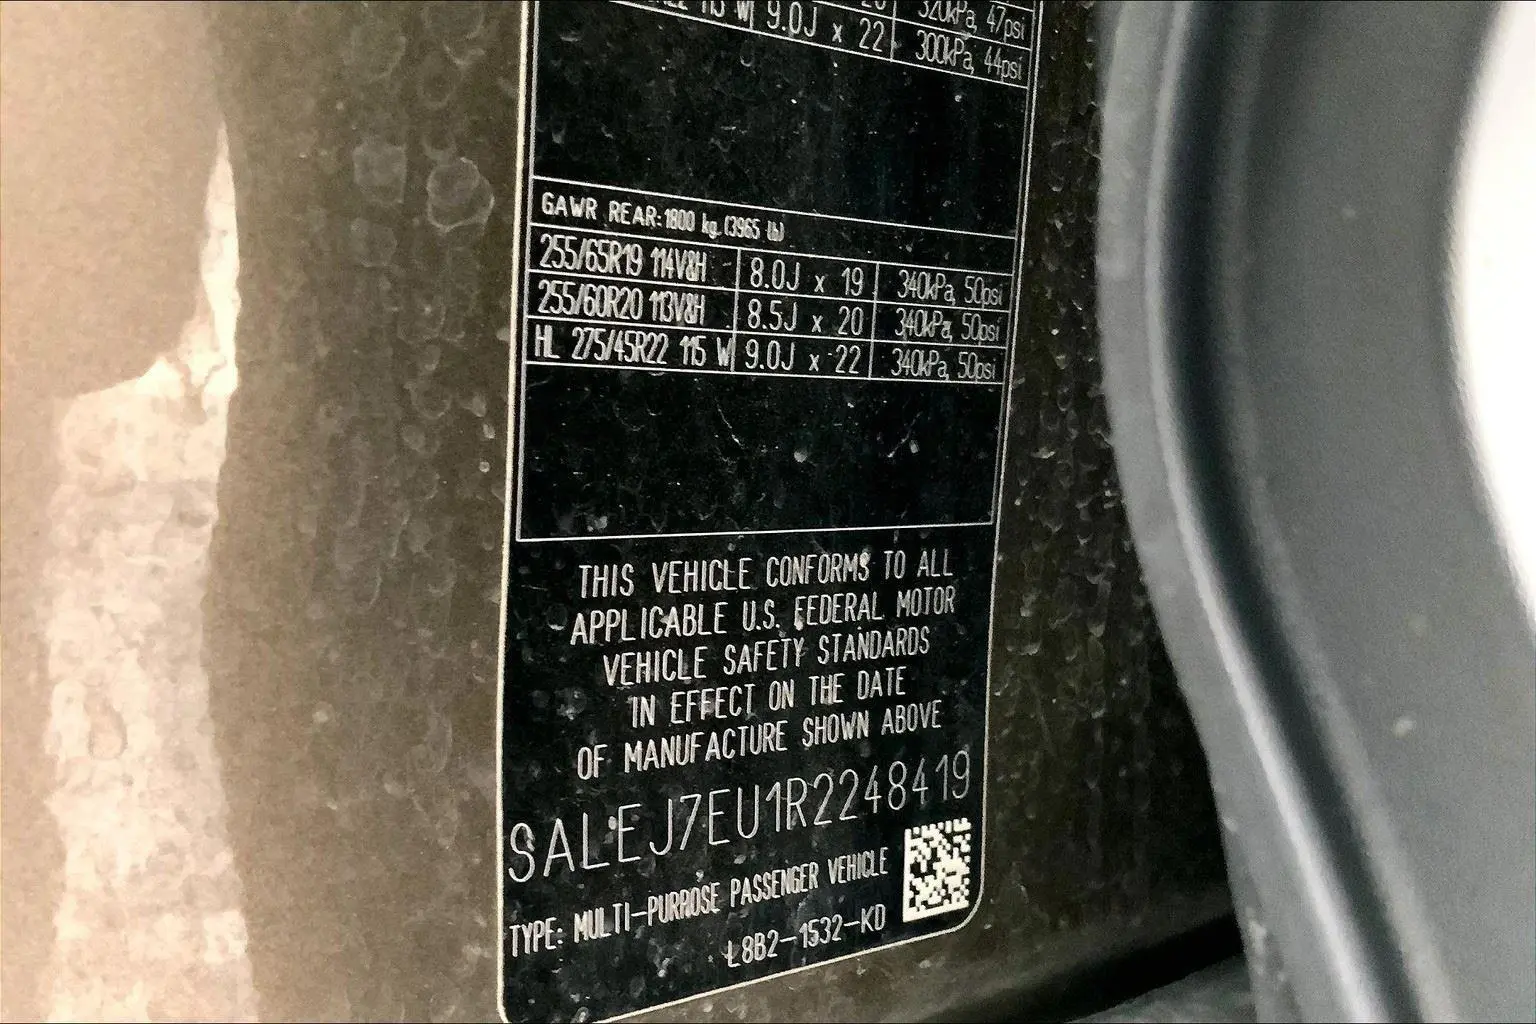 320kPa, 47psi
9.0J x 22 300kPa, 44psi
GAWR REAR: 1800 kg. (3965 lb)
255/65R19 114V&H 8.0J x 19 340kPa, 50psi
255/60R20 113V&H 8.5J x 20 340kPa, 50psi
HL 275/45R22 115 W 9.0J x 22 340kPa, 50psi
THIS VEHICLE CONFORMS TO ALL
APPLICABLE U.S. FEDERAL MOTOR
VEHICLE SAFETY STANDARDS
IN EFFECT ON THE DATE
OF MANUFACTURE SHOWN ABOVE
SALEJ7EU1R2248419
TYPE: MULTI-PURPOSE PASSENGER VEHICLE
L8B2-1532-KD